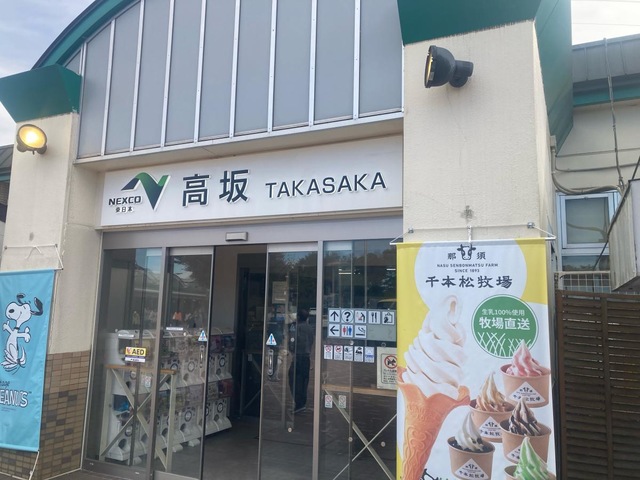 NEXCO
東日本
高坂 TAKASAKA
AED
那須
NASU SENBONMATSU FARM
SINCE 1893
千本松牧場
生乳100%使用
牧場直送
PEANUTS